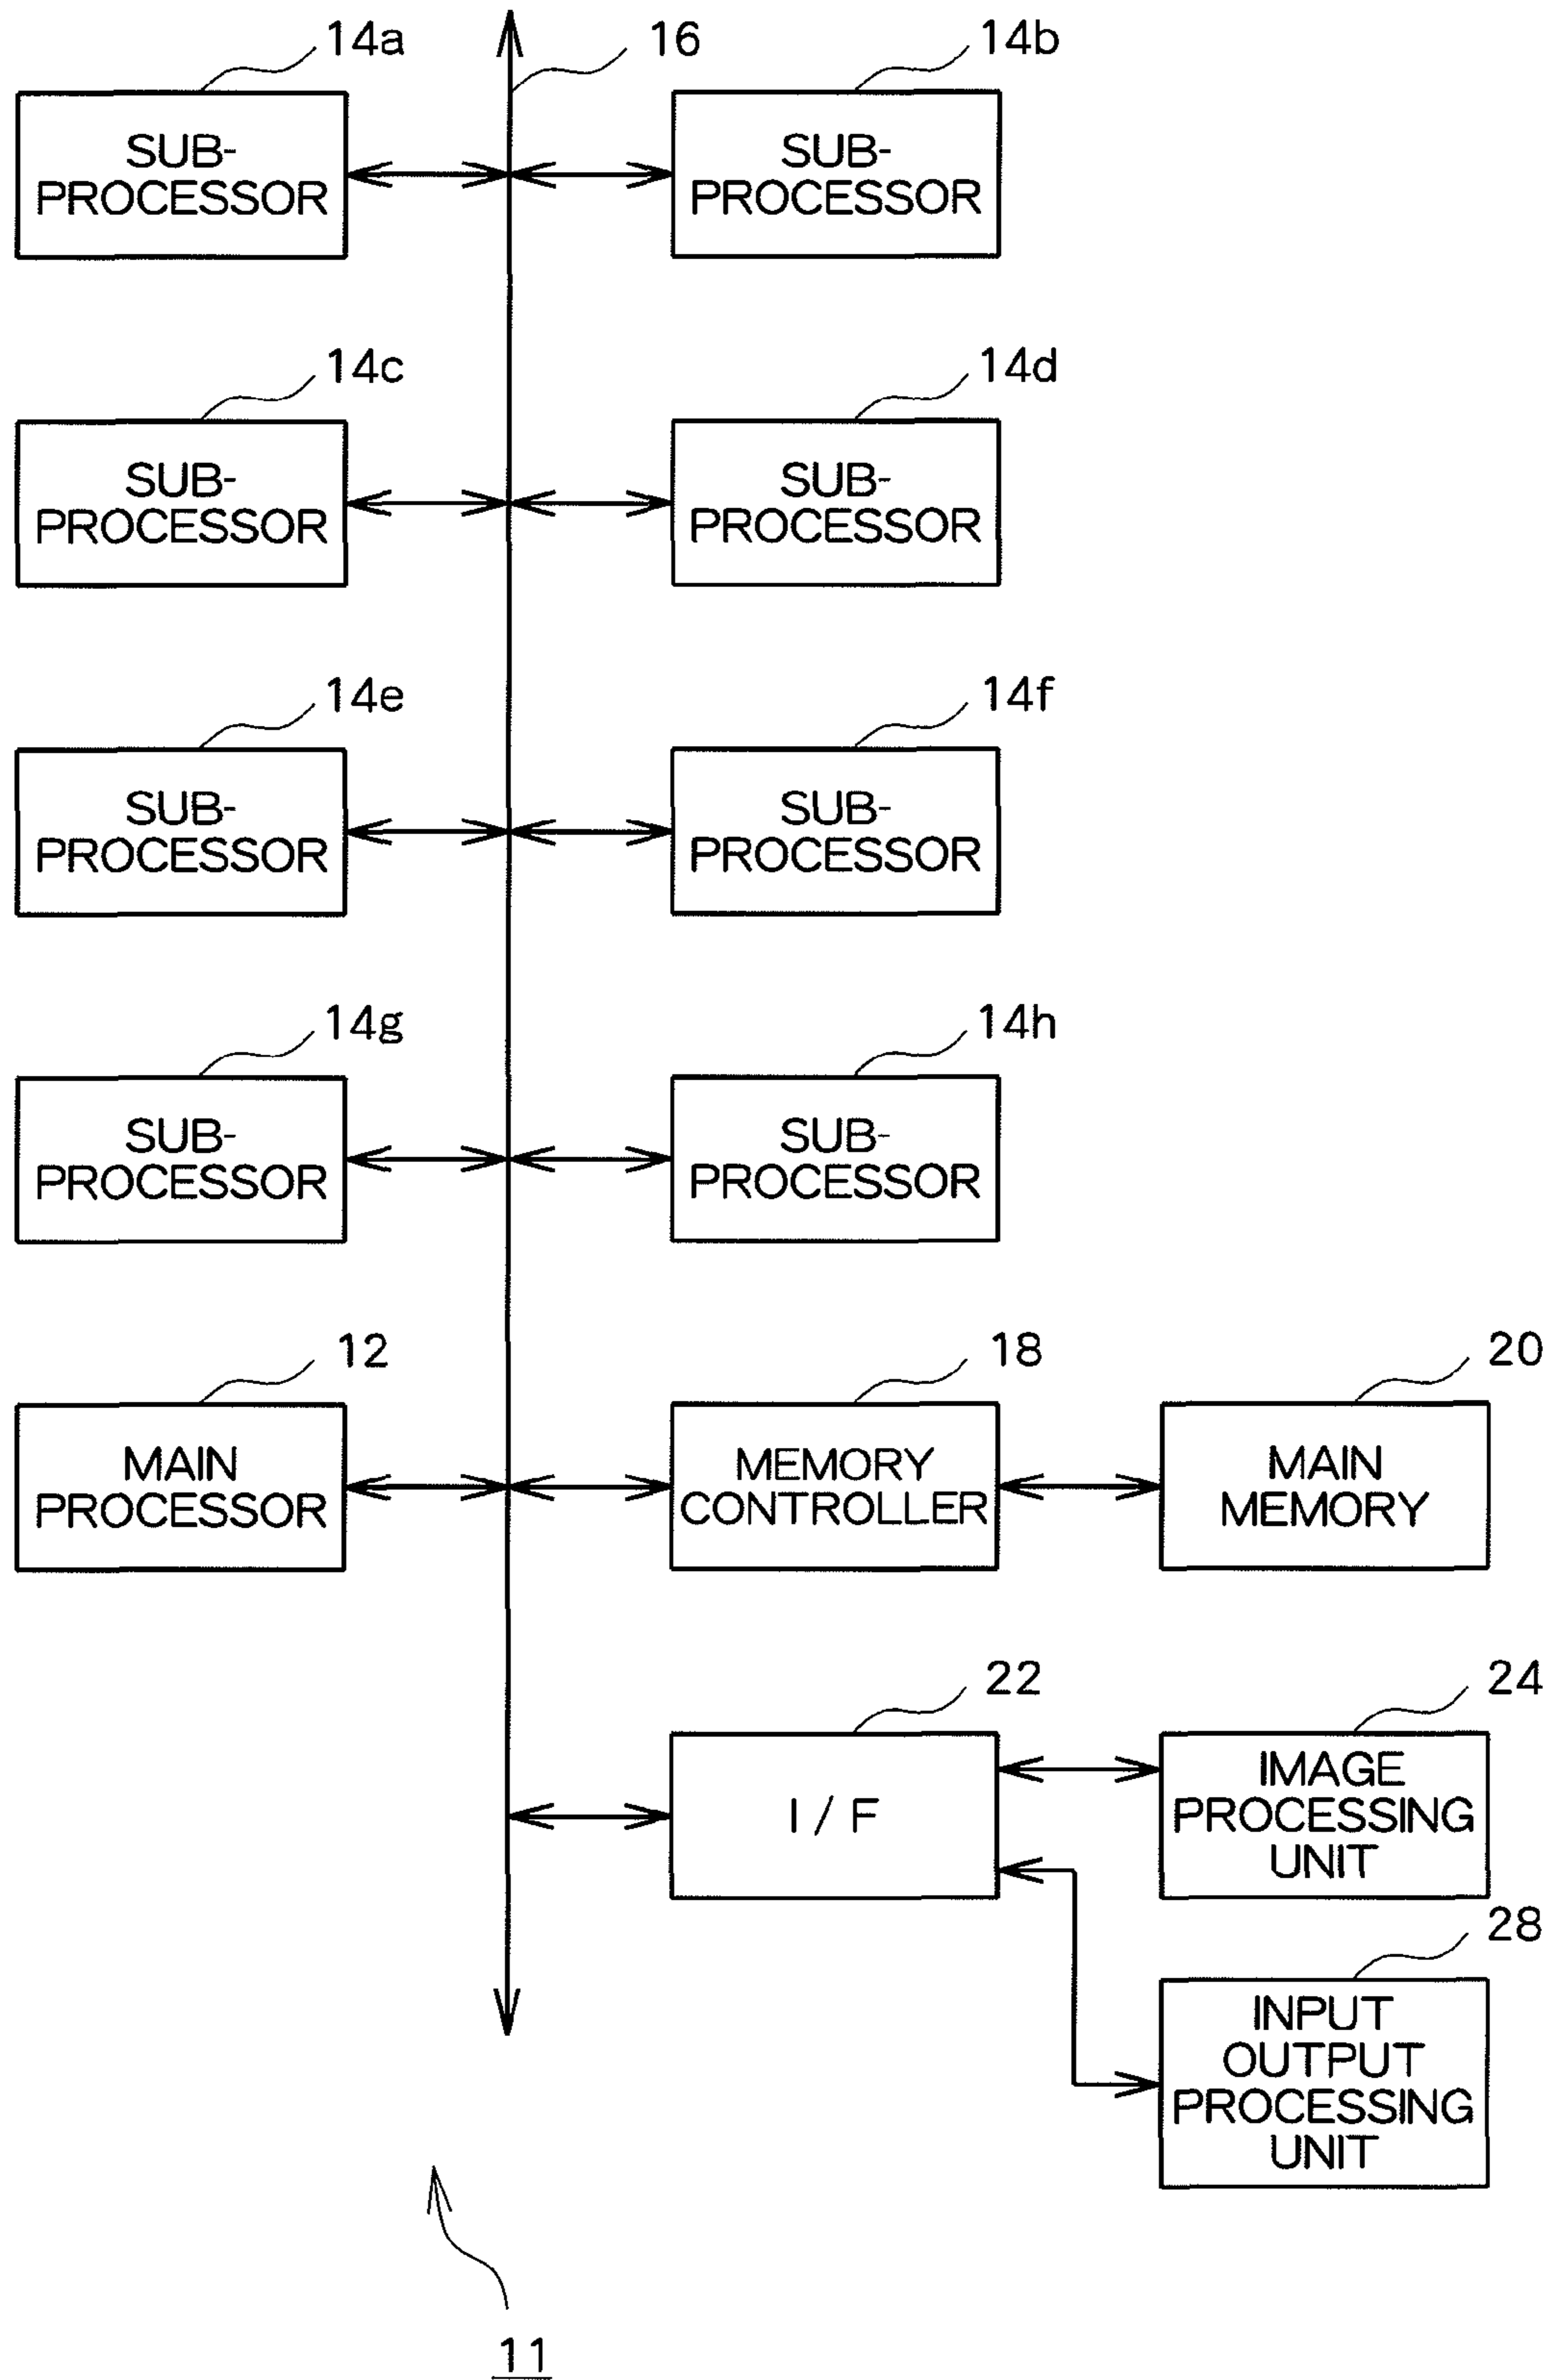 14a
16
14b
SUB-
PROCESSOR
SUB-
PROCESSOR
14c
14d
SUB-
PROCESSOR
SUB-
PROCESSOR
14e
14f
SUB-
PROCESSOR
SUB-
PROCESSOR
14g
14h
SUB-
PROCESSOR
SUB-
PROCESSOR
12
18
20
MAIN
PROCESSOR
MEMORY
CONTROLLER
MAIN
MEMORY
22
24
I / F
IMAGE
PROCESSING
UNIT
28
INPUT
OUTPUT
PROCESSING
UNIT
11